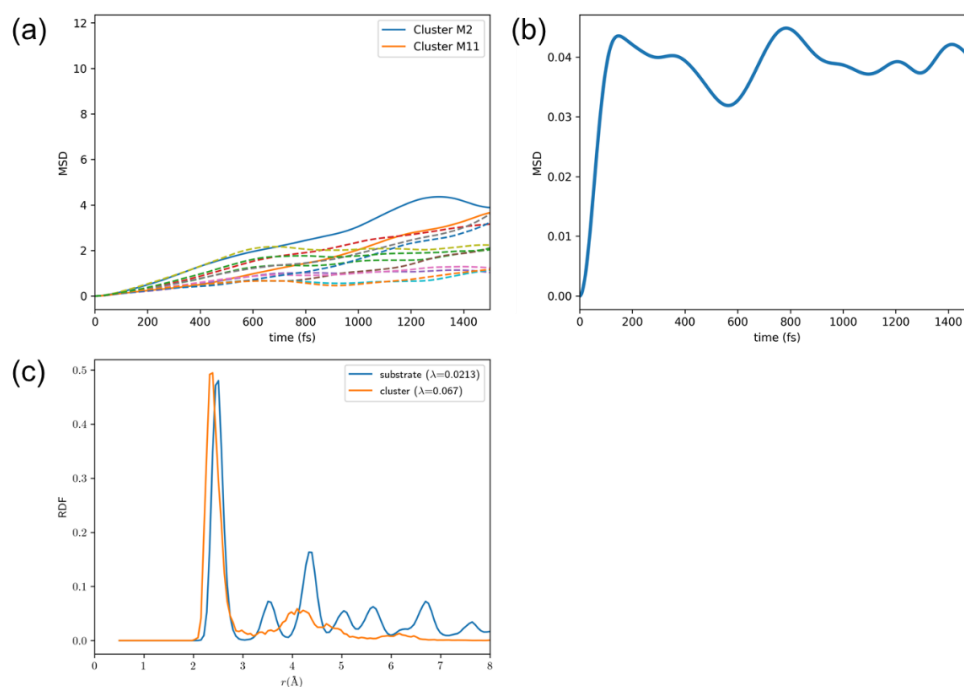 (a)
12
10
8
6
4
2
0
MSD
Cluster M2
Cluster M11
0 200 400 600 800 1000 1200 1400
time (fs)
(b)
0.04
0.03
0.02
0.01
0.00
MSD
0 200 400 600 800 1000 1200 1400
time (fs)
(c)
0.5
0.4
0.3
0.2
0.1
0.0
RDF
substrate (λ=0.0213)
cluster (λ=0.067)
0 1 2 3 4 5 6 7 8
r(Å)